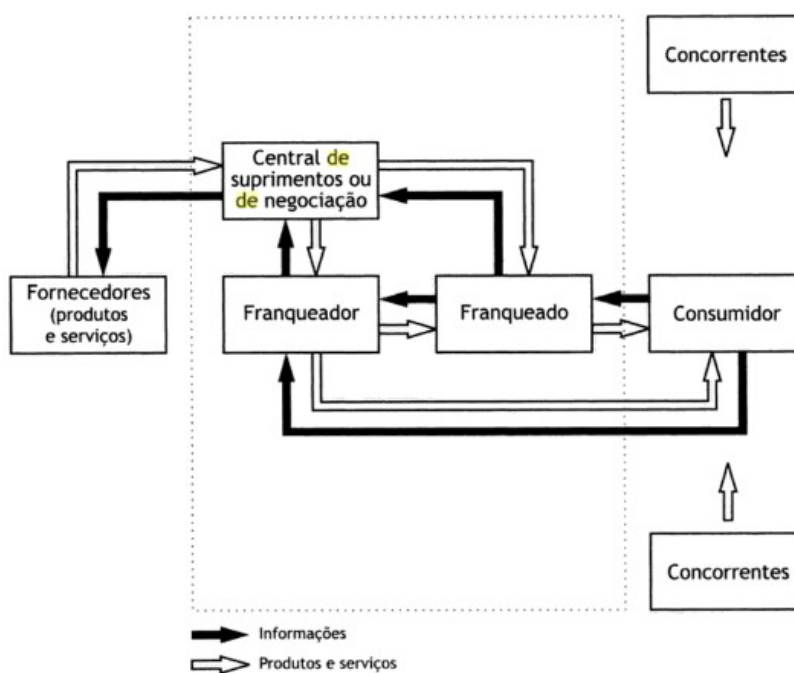 Concorrentes
Central de
suprimentos ou
de negociação
Fornecedores
(produtos
e serviços)
Franqueador
Franqueado
Consumidor
Concorrentes
Informações
Produtos e serviços